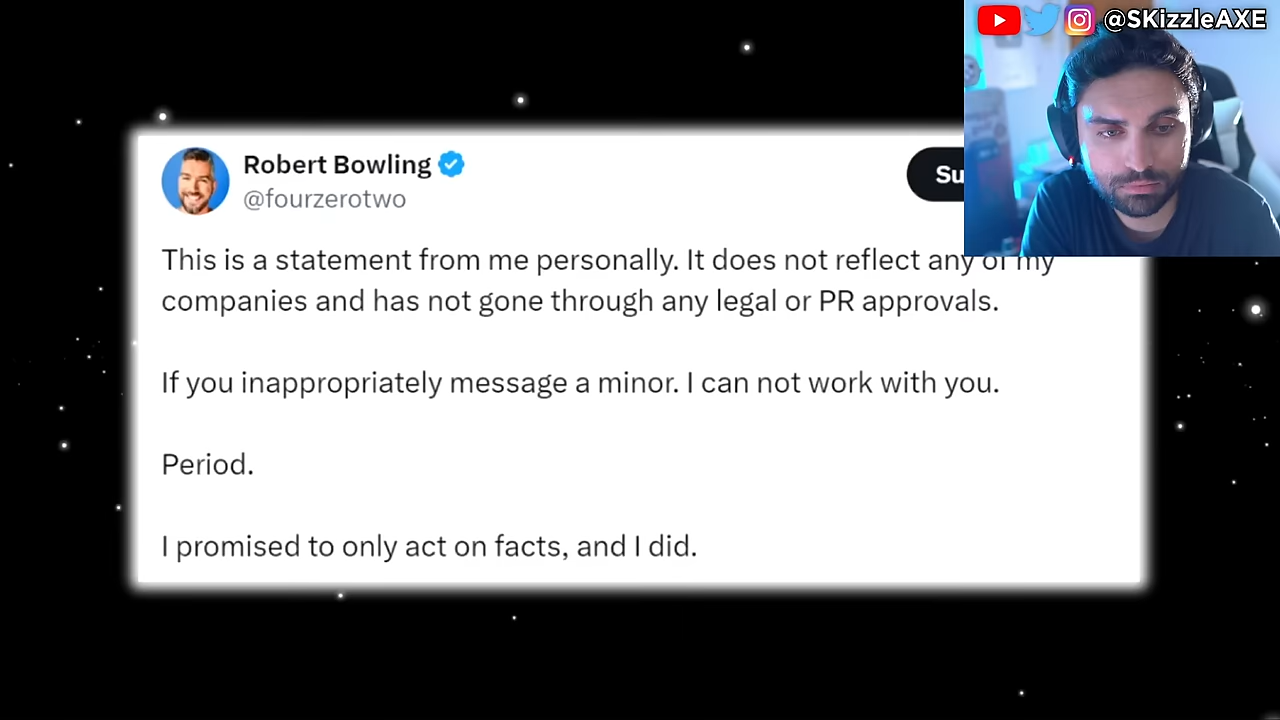 @SKizzleAXE
Robert Bowling
@fourzerotwo
Su
This is a statement from me personally. It does not reflect any of my
companies and has not gone through any legal or PR approvals.
If you inappropriately message a minor. I can not work with you.
Period.
I promised to only act on facts, and I did.